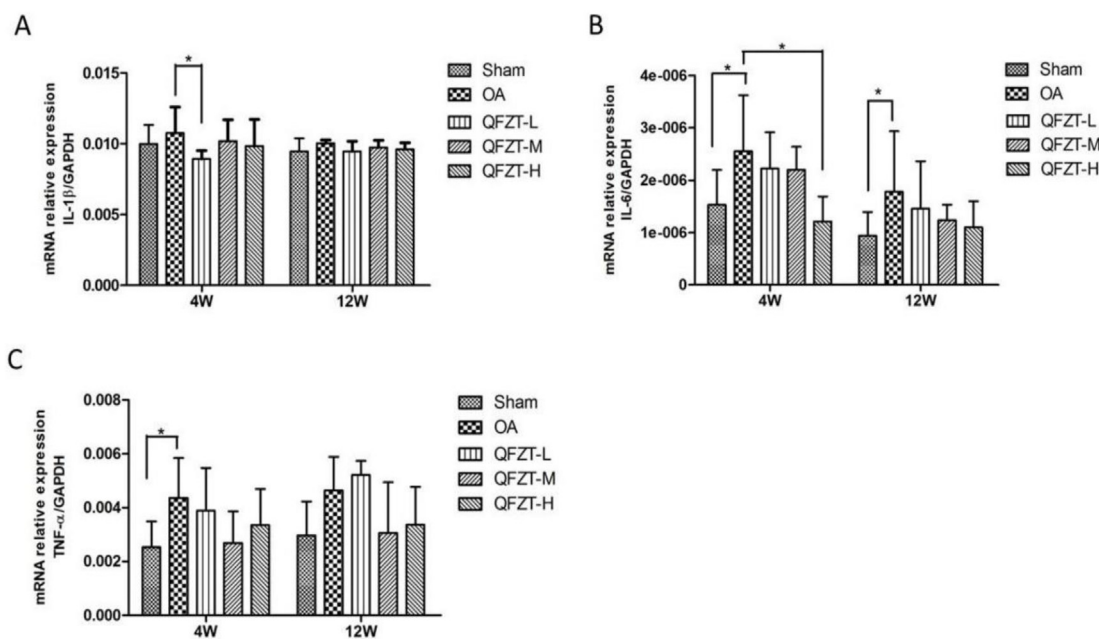 A
mRNA relative expression
IL-1β/GAPDH
0.015
0.010
0.005
0.000
*
4W
12W
Sham
OA
QFZT-L
QFZT-M
QFZT-H
B
mRNA relative expression
IL-6/GAPDH
4e-006
3e-006
2e-006
1e-006
0
*
*
*
4W
12W
Sham
OA
QFZT-L
QFZT-M
QFZT-H
C
mRNA relative expression
TNF-α/GAPDH
0.008
0.006
0.004
0.002
0.000
*
4W
12W
Sham
OA
QFZT-L
QFZT-M
QFZT-H